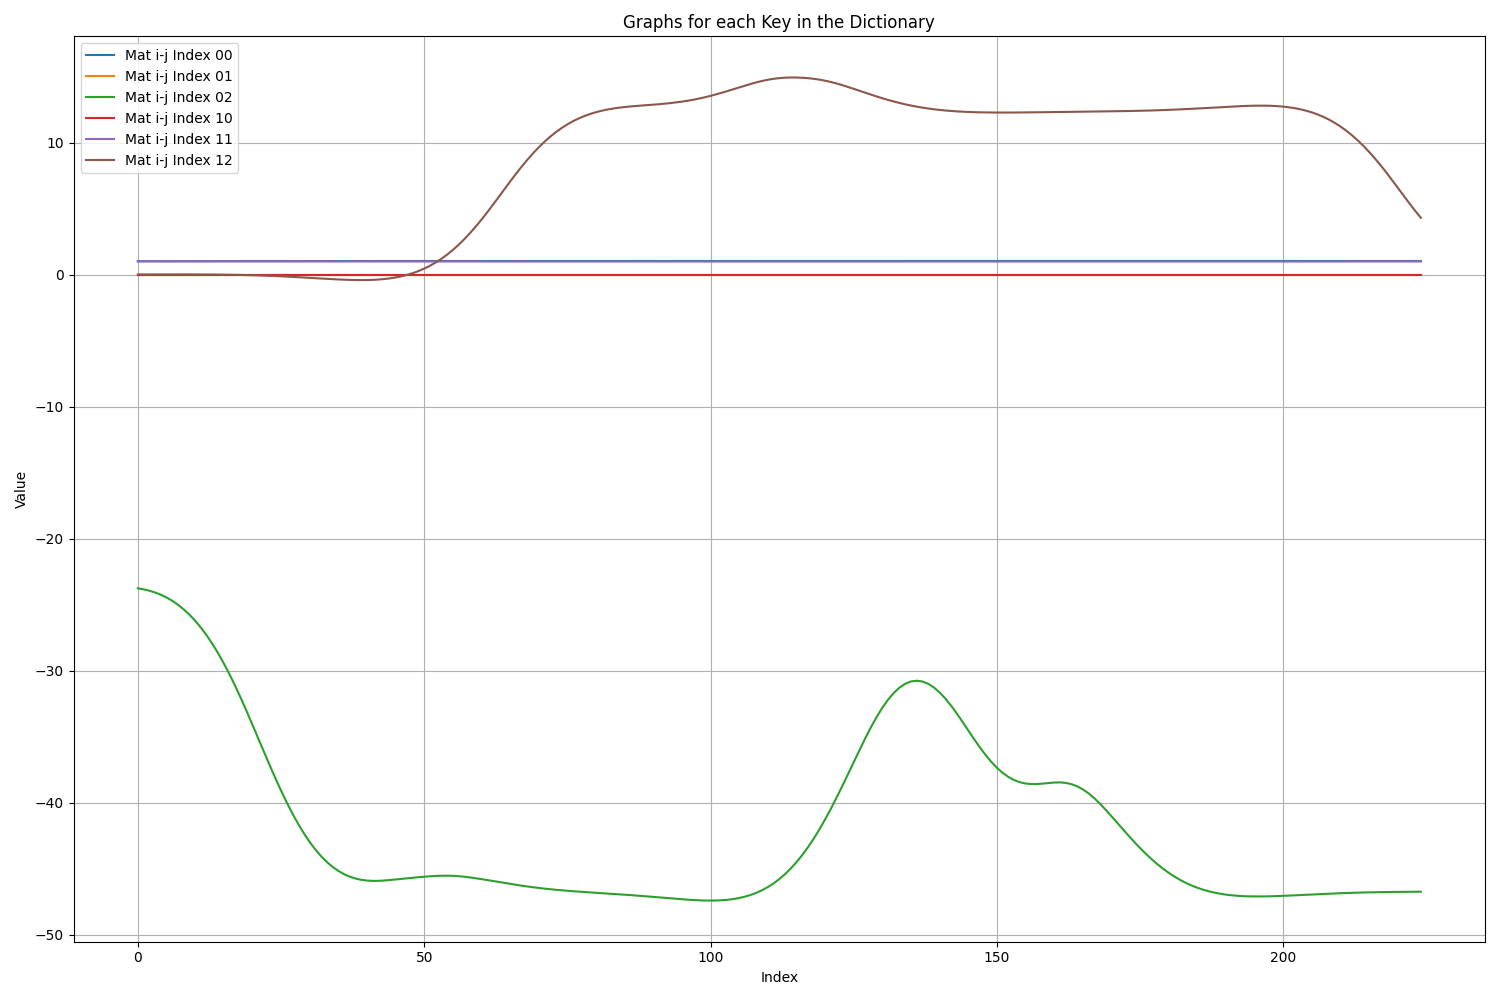 Graphs for each Key in the Dictionary
Mat i-j Index 00
Mat i-j Index 01
Mat i-j Index 02
Mat i-j Index 10
Mat i-j Index 11
Mat i-j Index 12
10
0
−10
−20
−30
−40
−50
Value
0 50 100 150 200
Index